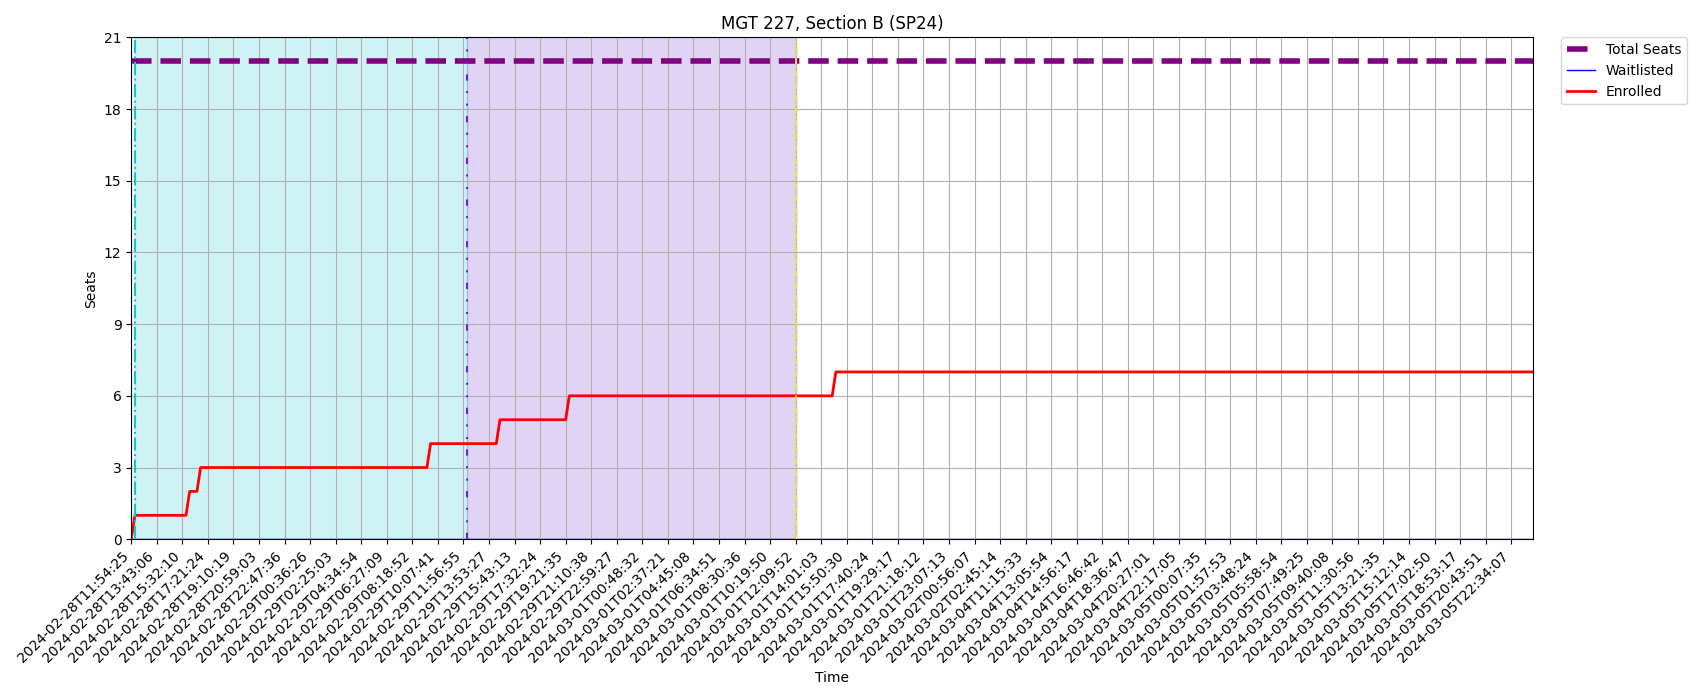 MGT 227, Section B (SP24)
Total Seats
Waitlisted
Enrolled
Seats
21
18
15
12
9
6
3
0
2024-02-28T11:54:25
2024-02-28T13:43:06
2024-02-28T15:32:10
2024-02-28T17:21:24
2024-02-28T19:10:19
2024-02-28T20:59:03
2024-02-28T22:47:36
2024-02-29T00:36:26
2024-02-29T02:25:03
2024-02-29T04:34:54
2024-02-29T06:27:09
2024-02-29T08:18:52
2024-02-29T10:07:41
2024-02-29T11:56:55
2024-02-29T13:53:27
2024-02-29T15:43:13
2024-02-29T17:32:24
2024-02-29T19:21:35
2024-02-29T21:10:38
2024-02-29T22:59:27
2024-03-01T00:48:32
2024-03-01T02:37:21
2024-03-01T04:45:08
2024-03-01T06:34:51
2024-03-01T08:30:36
2024-03-01T10:19:50
2024-03-01T12:09:52
2024-03-01T14:01:03
2024-03-01T15:50:30
2024-03-01T17:40:24
2024-03-01T19:29:17
2024-03-01T21:18:12
2024-03-01T23:07:13
2024-03-02T00:56:07
2024-03-02T02:45:14
2024-03-04T11:15:33
2024-03-04T13:05:54
2024-03-04T14:56:17
2024-03-04T16:46:42
2024-03-04T18:36:47
2024-03-04T20:27:01
2024-03-04T22:17:05
2024-03-05T00:07:35
2024-03-05T01:57:53
2024-03-05T03:48:24
2024-03-05T05:58:54
2024-03-05T07:49:25
2024-03-05T09:40:08
2024-03-05T11:30:56
2024-03-05T13:21:35
2024-03-05T15:12:14
2024-03-05T17:02:50
2024-03-05T18:53:17
2024-03-05T20:43:51
2024-03-05T22:34:07
Time